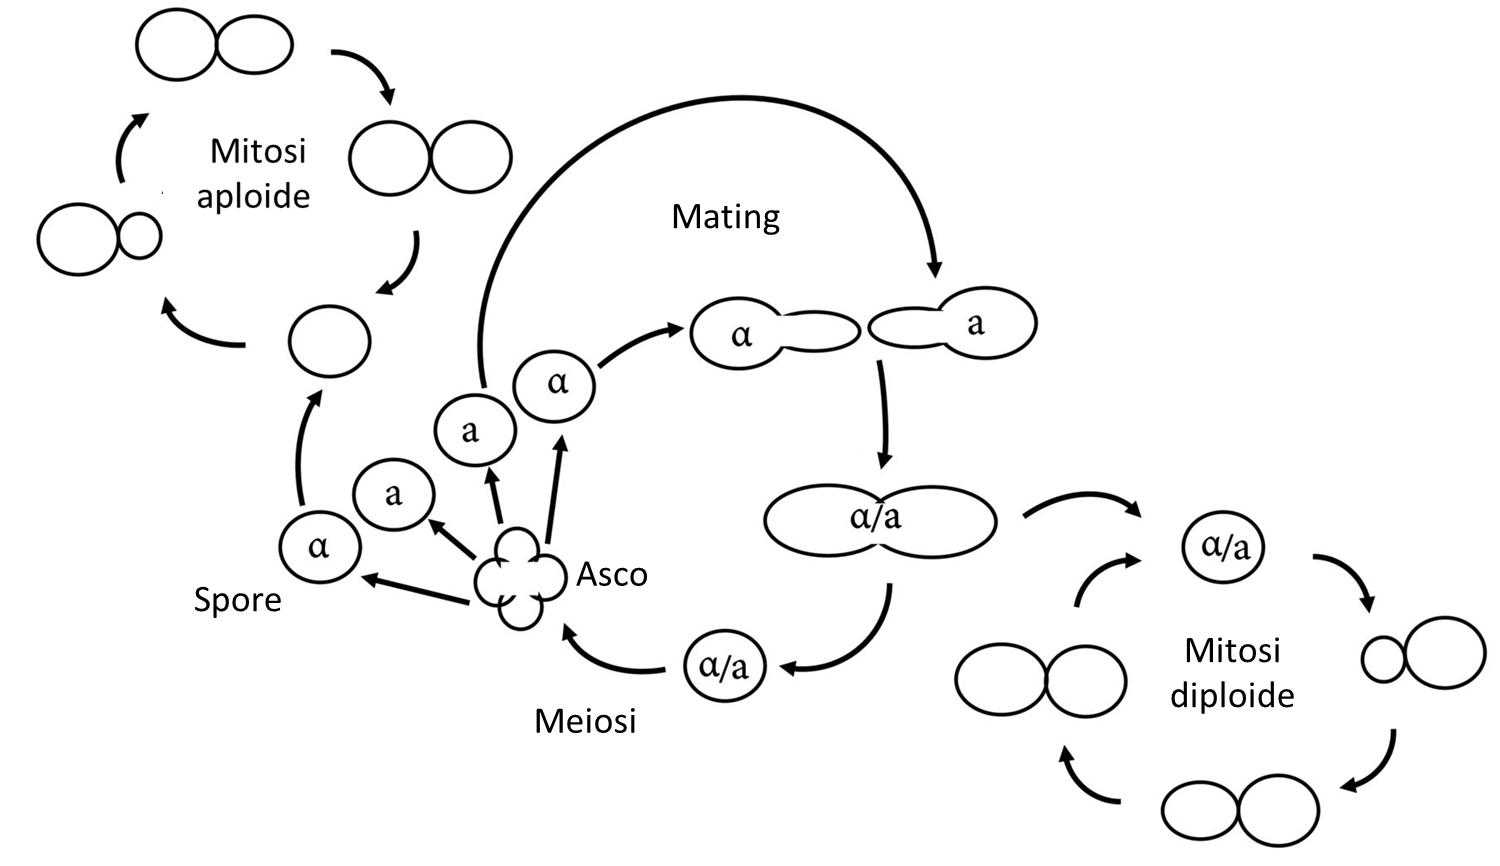 Mitosi
aploide
Mating
α
a
α
a
a
α
α/a
α/a
Asco
Spore
α/a
Meiosi
Mitosi
diploide